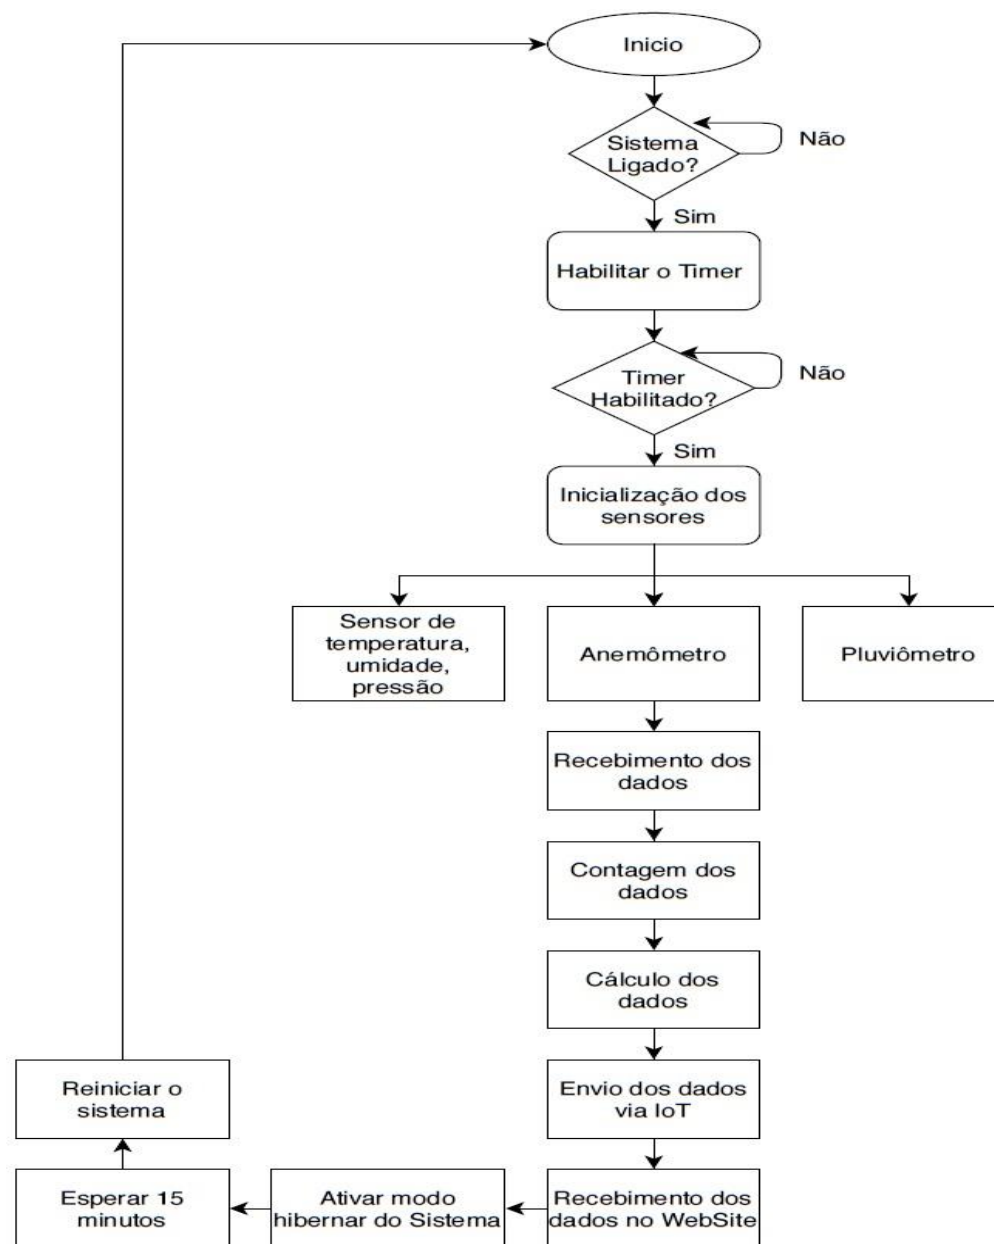 Inicio
Sistema
Ligado?
Não
Sim
Habilitar o Timer
Timer
Habilitado?
Não
Sim
Inicialização dos
sensores
Sensor de
temperatura,
umidade,
pressão
Anemômetro
Pluviômetro
Recebimento dos
dados
Contagem dos
dados
Cálculo dos
dados
Envio dos dados
via IoT
Recebimento dos
dados no WebSite
Ativar modo
hibernar do Sistema
Esperar 15
minutos
Reiniciar o
sistema